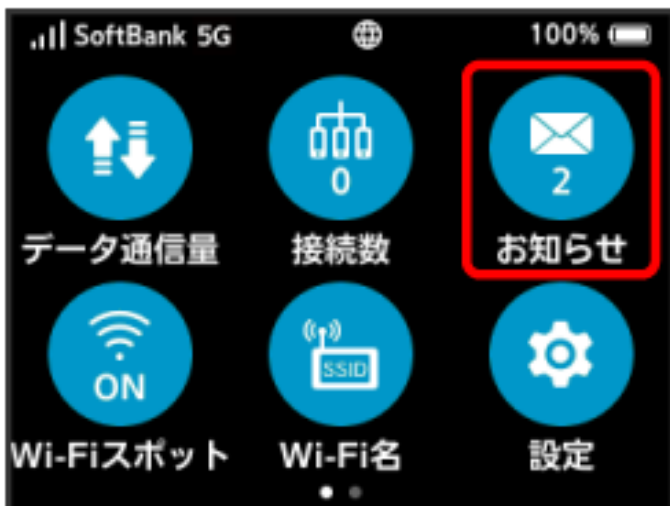 SoftBank 5G 100%
0 2
データ通信量 接続数 お知らせ
ON SSID
Wi-Fiスポット Wi-Fi名 設定